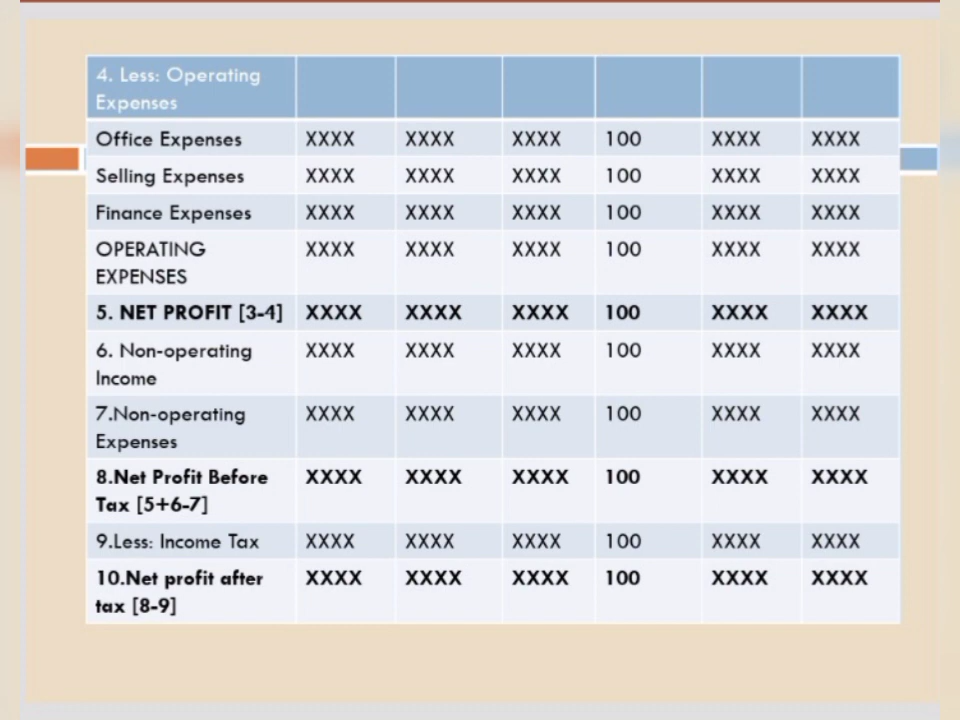 4. Less: Operating
Expenses
Office Expenses XXXX XXXX XXXX 100 XXXX XXXX
Selling Expenses XXXX XXXX XXXX 100 XXXX XXXX
Finance Expenses XXXX XXXX XXXX 100 XXXX XXXX
OPERATING XXXX XXXX XXXX 100 XXXX XXXX
EXPENSES
5. NET PROFIT [3-4] XXXX XXXX XXXX 100 XXXX XXXX
6. Non-operating XXXX XXXX XXXX 100 XXXX XXXX
Income
7.Non-operating XXXX XXXX XXXX 100 XXXX XXXX
Expenses
8.Net Profit Before XXXX XXXX XXXX 100 XXXX XXXX
Tax [5+6-7]
9.Less: Income Tax XXXX XXXX XXXX 100 XXXX XXXX
10.Net profit after XXXX XXXX XXXX 100 XXXX XXXX
tax [8-9]